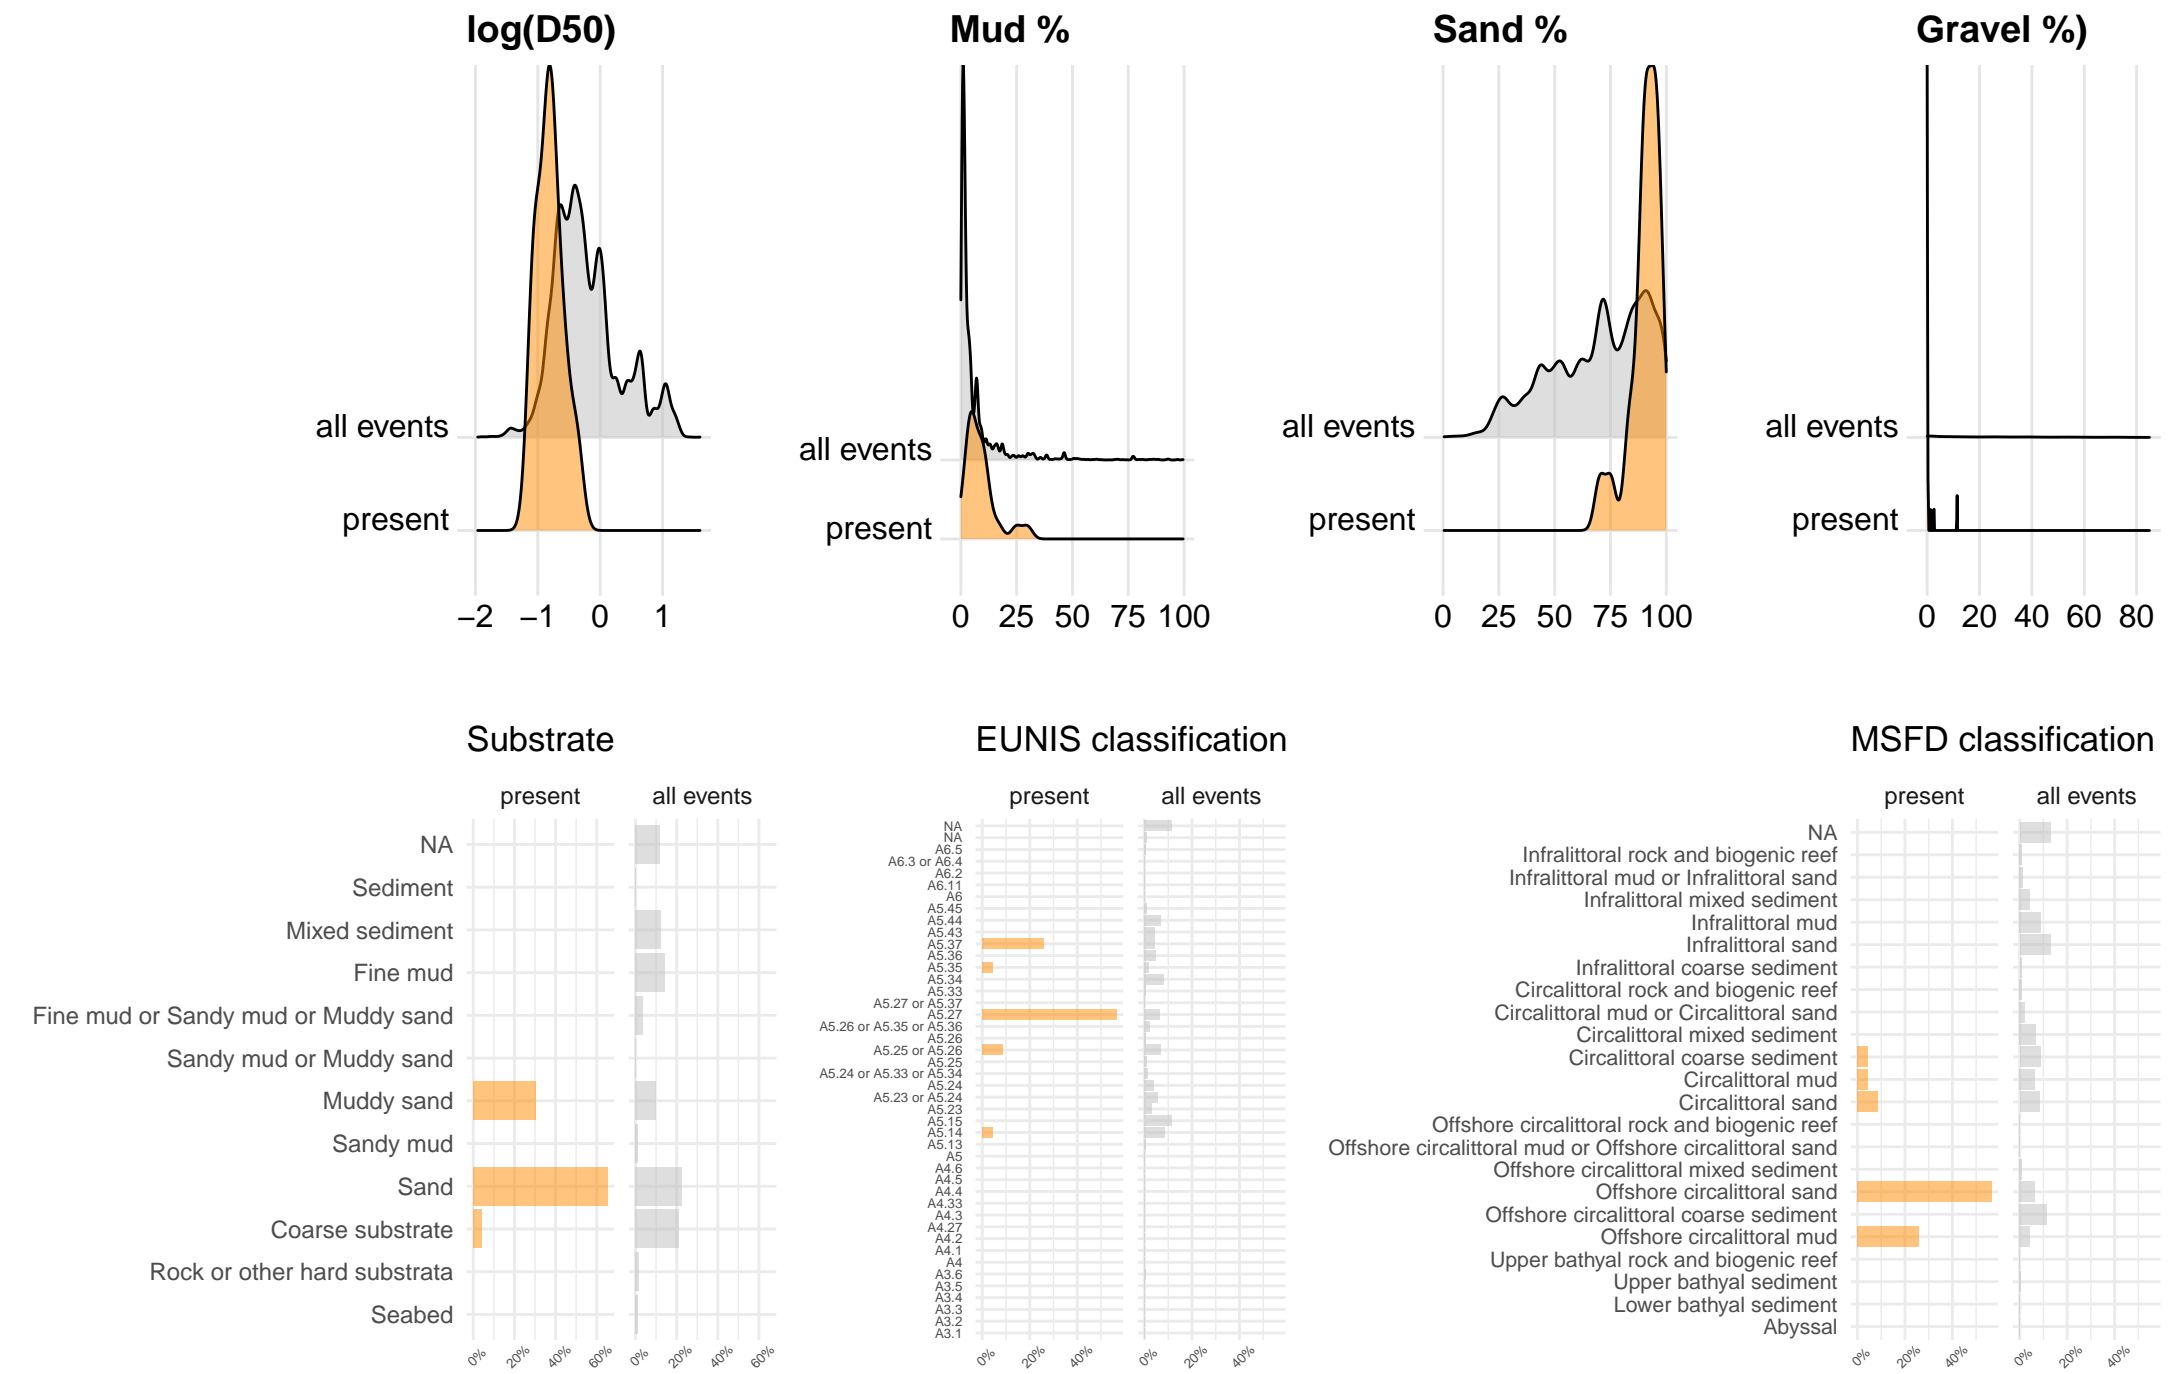 log(D50) Mud % Sand % Gravel %)
all events all events all events all events
present present present present
−2 −1 0 1 0 25 50 75 100 0 25 50 75 100 0 20 40 60 80
Substrate
present all events
NA
Sediment
Mixed sediment
Fine mud
Fine mud or Sandy mud or Muddy sand
Sandy mud or Muddy sand
Muddy sand
Sandy mud
Sand
Coarse substrate
Rock or other hard substrata
Seabed
0% 20% 40% 60% 0% 20% 40% 60%
EUNIS classification
present all events
NA
NA
A6.5
A6.3 or A6.4
A6.2
A6.11
A6
A5.45
A5.44
A5.43
A5.37
A5.36
A5.35
A5.34
A5.33
A5.27 or A5.37
A5.27
A5.26 or A5.35 or A5.36
A5.26
A5.25 or A5.26
A5.25
A5.24 or A5.33 or A5.34
A5.24
A5.23 or A5.24
A5.23
A5.15
A5.14
A5.13
A5
A4.6
A4.5
A4.4
A4.33
A4.3
A4.27
A4.2
A4.1
A4
A3.6
A3.5
A3.4
A3.3
A3.2
A3.1
0% 20% 40% 0% 20% 40%
MSFD classification
present all events
NA
Infralittoral rock and biogenic reef
Infralittoral mud or Infralittoral sand
Infralittoral mixed sediment
Infralittoral mud
Infralittoral sand
Infralittoral coarse sediment
Circalittoral rock and biogenic reef
Circalittoral mud or Circalittoral sand
Circalittoral mixed sediment
Circalittoral coarse sediment
Circalittoral mud
Circalittoral sand
Offshore circalittoral rock and biogenic reef
Offshore circalittoral mud or Offshore circalittoral sand
Offshore circalittoral mixed sediment
Offshore circalittoral sand
Offshore circalittoral coarse sediment
Offshore circalittoral mud
Upper bathyal rock and biogenic reef
Upper bathyal sediment
Lower bathyal sediment
Abyssal
0% 20% 40% 0% 20% 40%